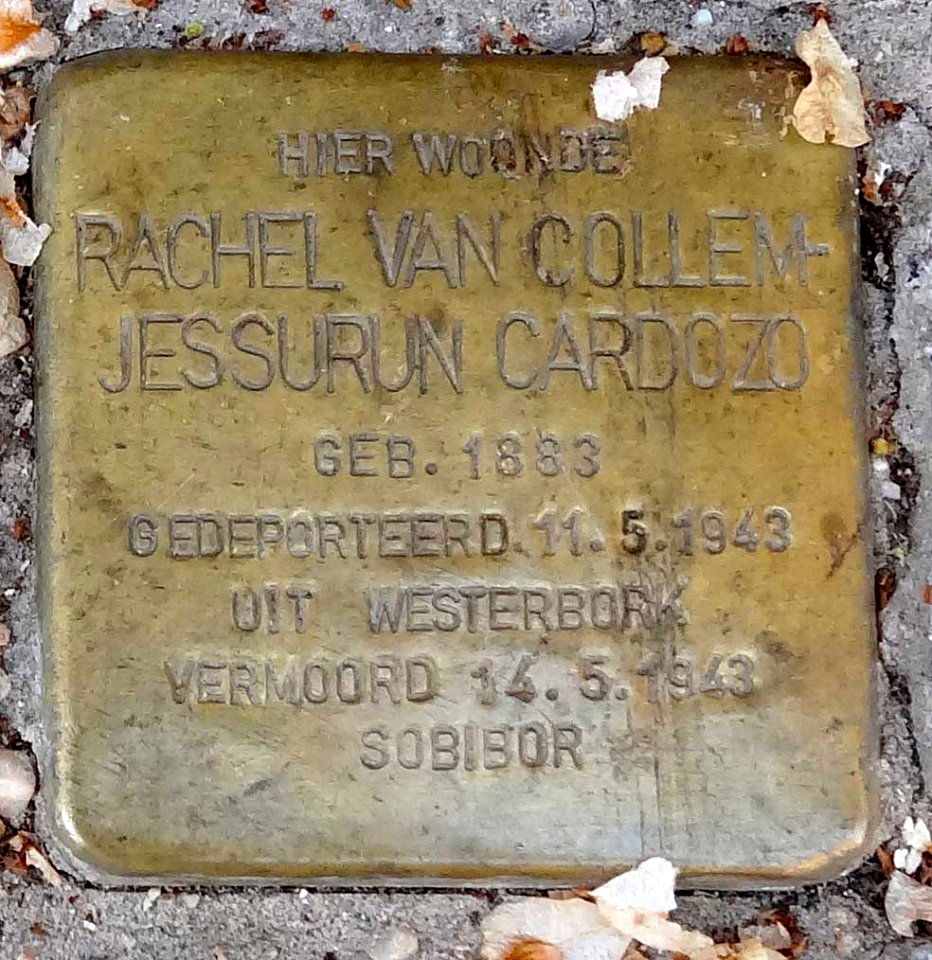 HIER WOONDE
RACHEL VAN COLLEM-
JESSURUN CARDOZO
GEB. 1883
GEDEPORTEERD 11.5.1943
UIT WESTERBORK
VERMOORD 14.5.1943
SOBIBOR